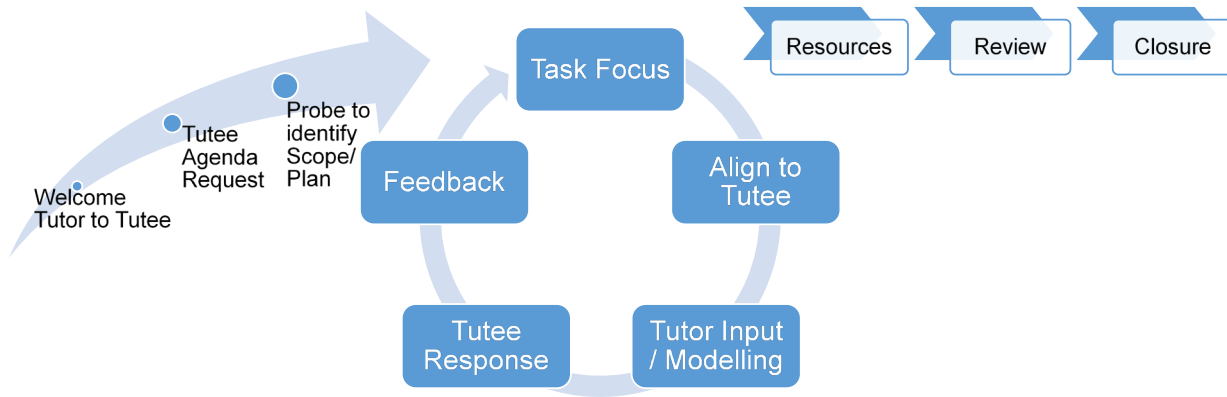 Welcome
Tutor to Tutee
Tutee
Agenda
Request
Probe to
identify
Scope/
Plan
Task Focus
Align to
Tutee
Tutor Input
/ Modelling
Tutee
Response
Feedback
Resources
Review
Closure